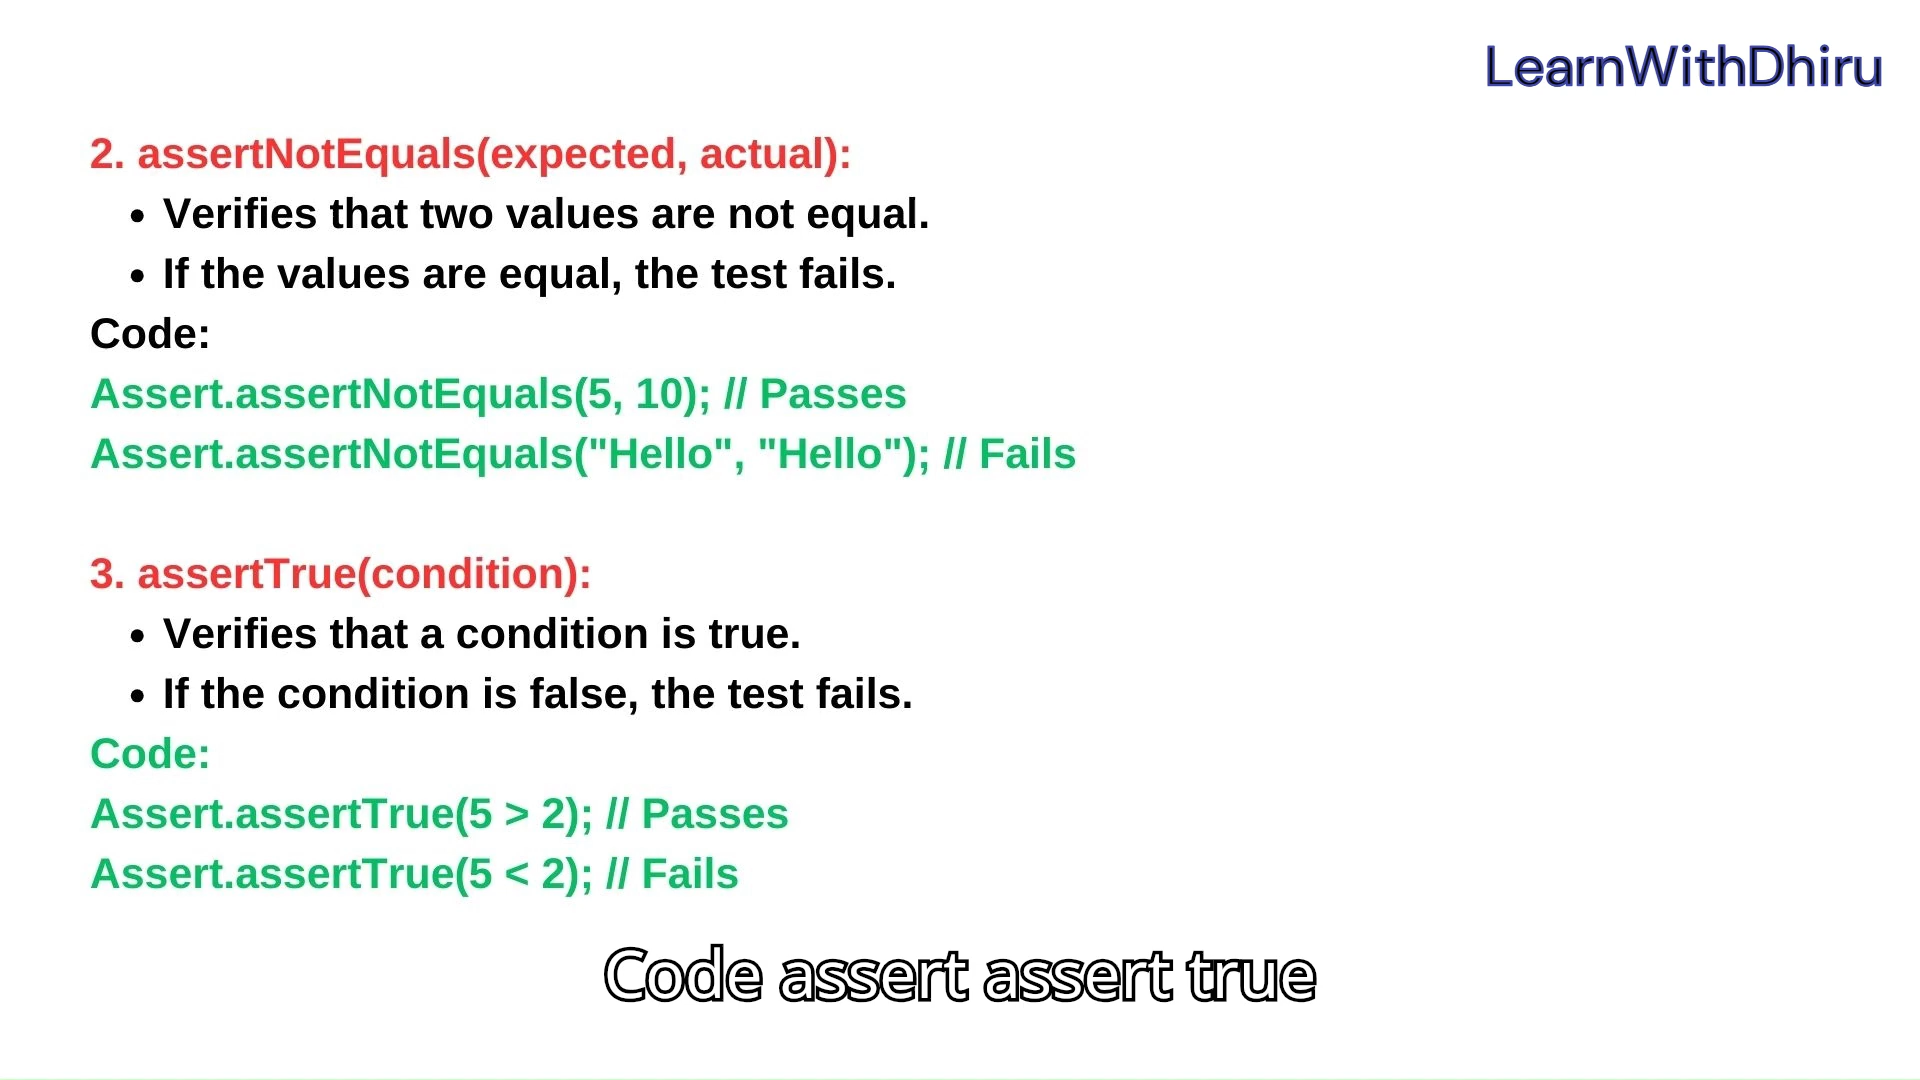 LearnWithDhiru
2. assertNotEquals(expected, actual):
• Verifies that two values are not equal.
• If the values are equal, the test fails.
Code:
Assert.assertNotEquals(5, 10); // Passes
Assert.assertNotEquals("Hello", "Hello"); // Fails
3. assertTrue(condition):
• Verifies that a condition is true.
• If the condition is false, the test fails.
Code:
Assert.assertTrue(5 > 2); // Passes
Assert.assertTrue(5 < 2); // Fails
Code assert assert true